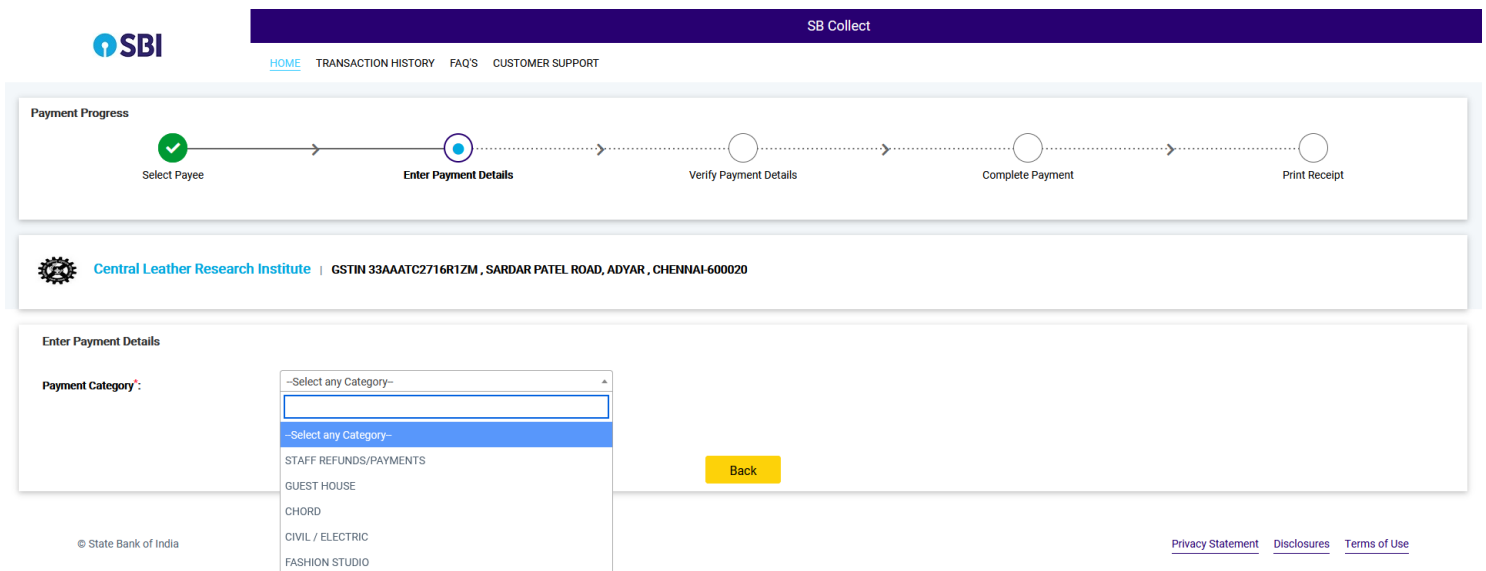 SBI
SB Collect
HOME TRANSACTION HISTORY FAQ'S CUSTOMER SUPPORT
Payment Progress
Select Payee Enter Payment Details Verify Payment Details Complete Payment Print Receipt
Central Leather Research Institute | GSTIN 33AAATC2716R1ZM , SARDAR PATEL ROAD, ADYAR , CHENNAI-600020
Enter Payment Details
Payment Category*: --Select any Category--
--Select any Category--
STAFF REFUNDS/PAYMENTS
Back
GUEST HOUSE
CHORD
CIVIL / ELECTRIC
© State Bank of India Privacy Statement Disclosures Terms of Use
FASHION STUDIO